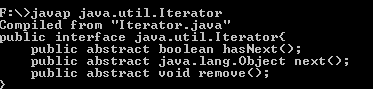 F:\>javap java.util.Iterator
Compiled from "Iterator.java"
public interface java.util.Iterator{
    public abstract boolean hasNext();
    public abstract java.lang.Object next();
    public abstract void remove();
}